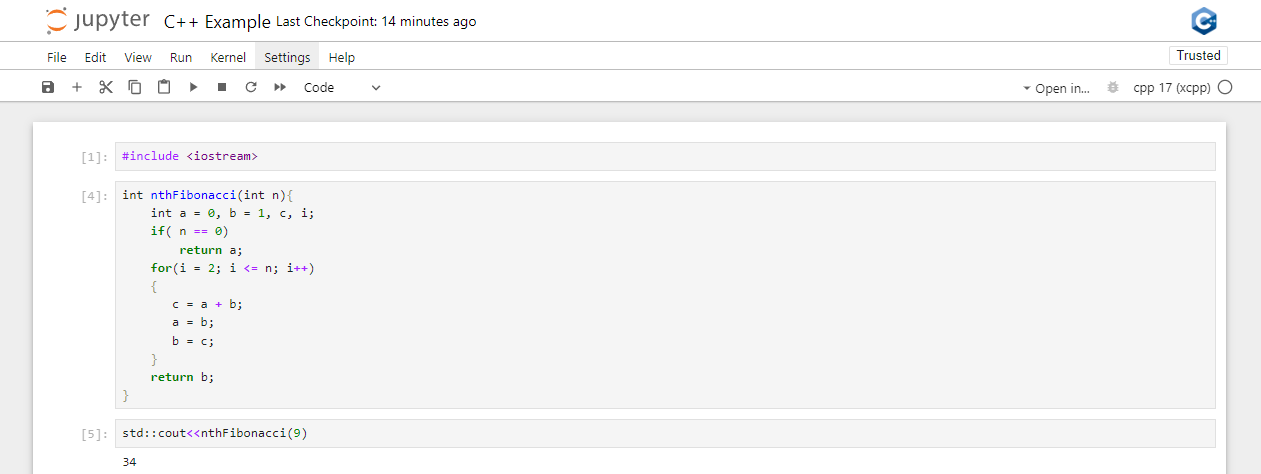 jupyter C++ Example Last Checkpoint: 14 minutes ago
File Edit View Run Kernel Settings Help Trusted
Code Open in... cpp 17 (xcpp)
[1]: #include <iostream>
[4]: int nthFibonacci(int n){
    int a = 0, b = 1, c, i;
    if( n == 0)
        return a;
    for(i = 2; i <= n; i++)
    {
       c = a + b;
       a = b;
       b = c;
    }
    return b;
}
[5]: std::cout<<nthFibonacci(9)
34